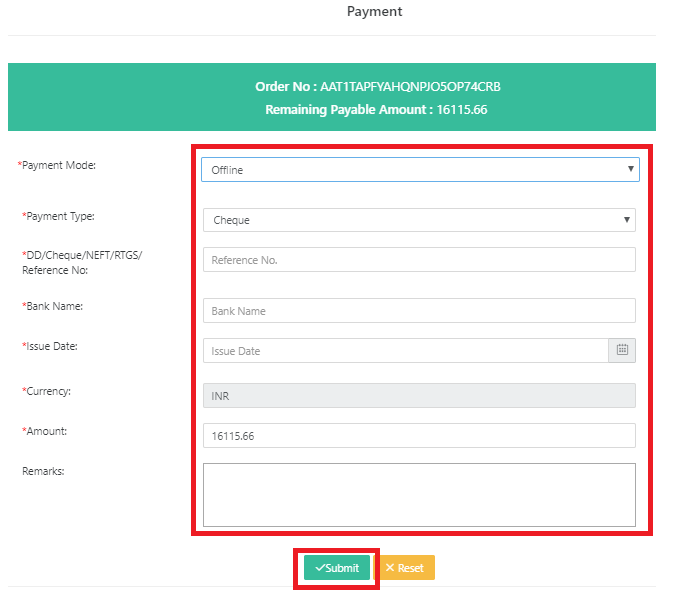 Payment
Order No : AAT1TAPFYAHQNPJO5OP74CRB
Remaining Payable Amount : 16115.66
*Payment Mode:
Offline
*Payment Type:
Cheque
*DD/Cheque/NEFT/RTGS/
Reference No:
Reference No.
*Bank Name:
Bank Name
*Issue Date:
Issue Date
*Currency:
INR
*Amount:
16115.66
Remarks:
Submit
Reset